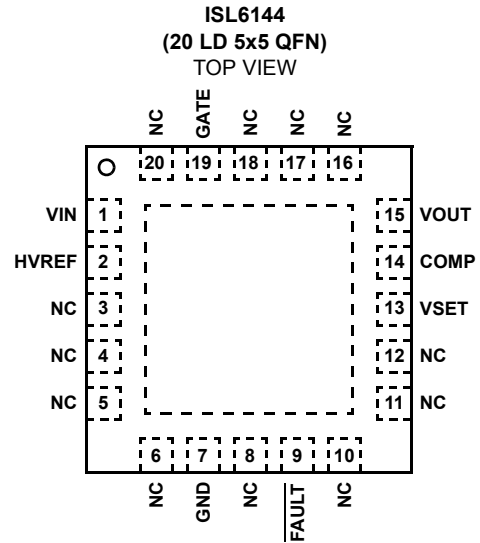 ISL6144
(20 LD 5x5 QFN)
TOP VIEW
NC GATE NC NC NC
20 19 18 17 16
VIN 1 15 VOUT
HVREF 2 14 COMP
NC 3 13 VSET
NC 4 12 NC
NC 5 11 NC
6 7 8 9 10
NC GND NC FAULT NC